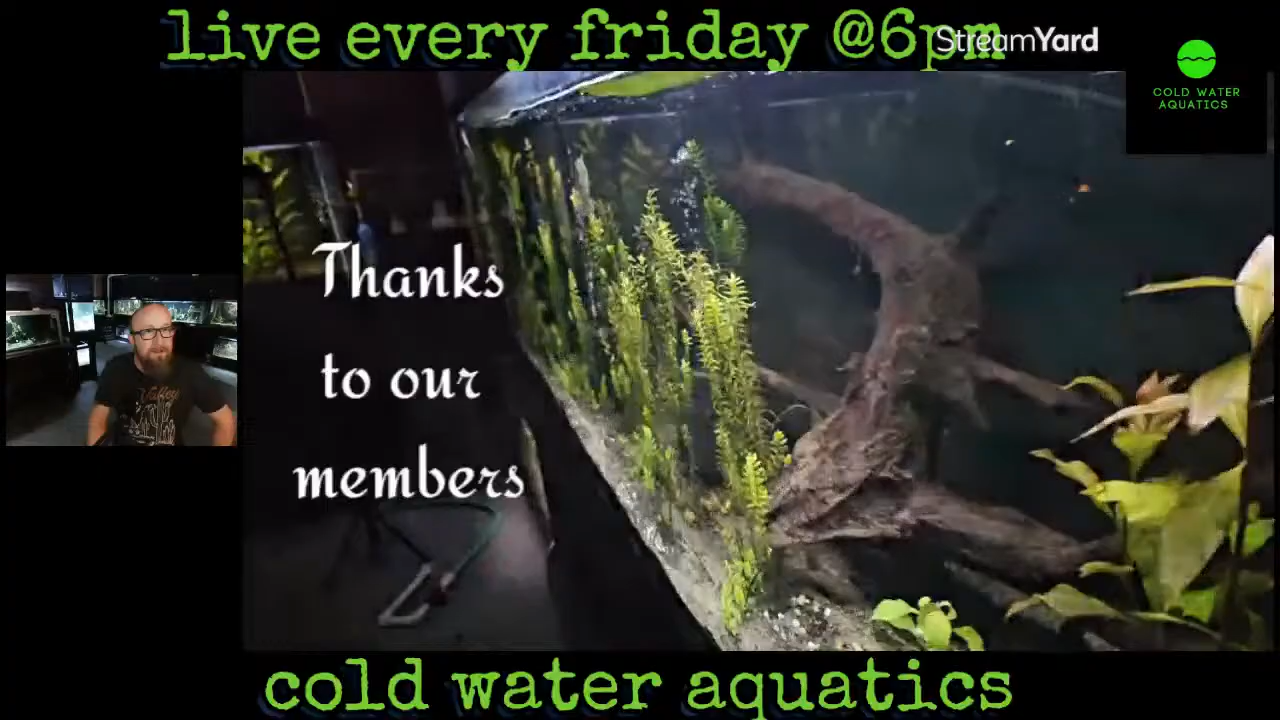 live every friday @6pm
StreamYard
COLD WATER
AQUATICS
Thanks
to our
members
cold water aquatics